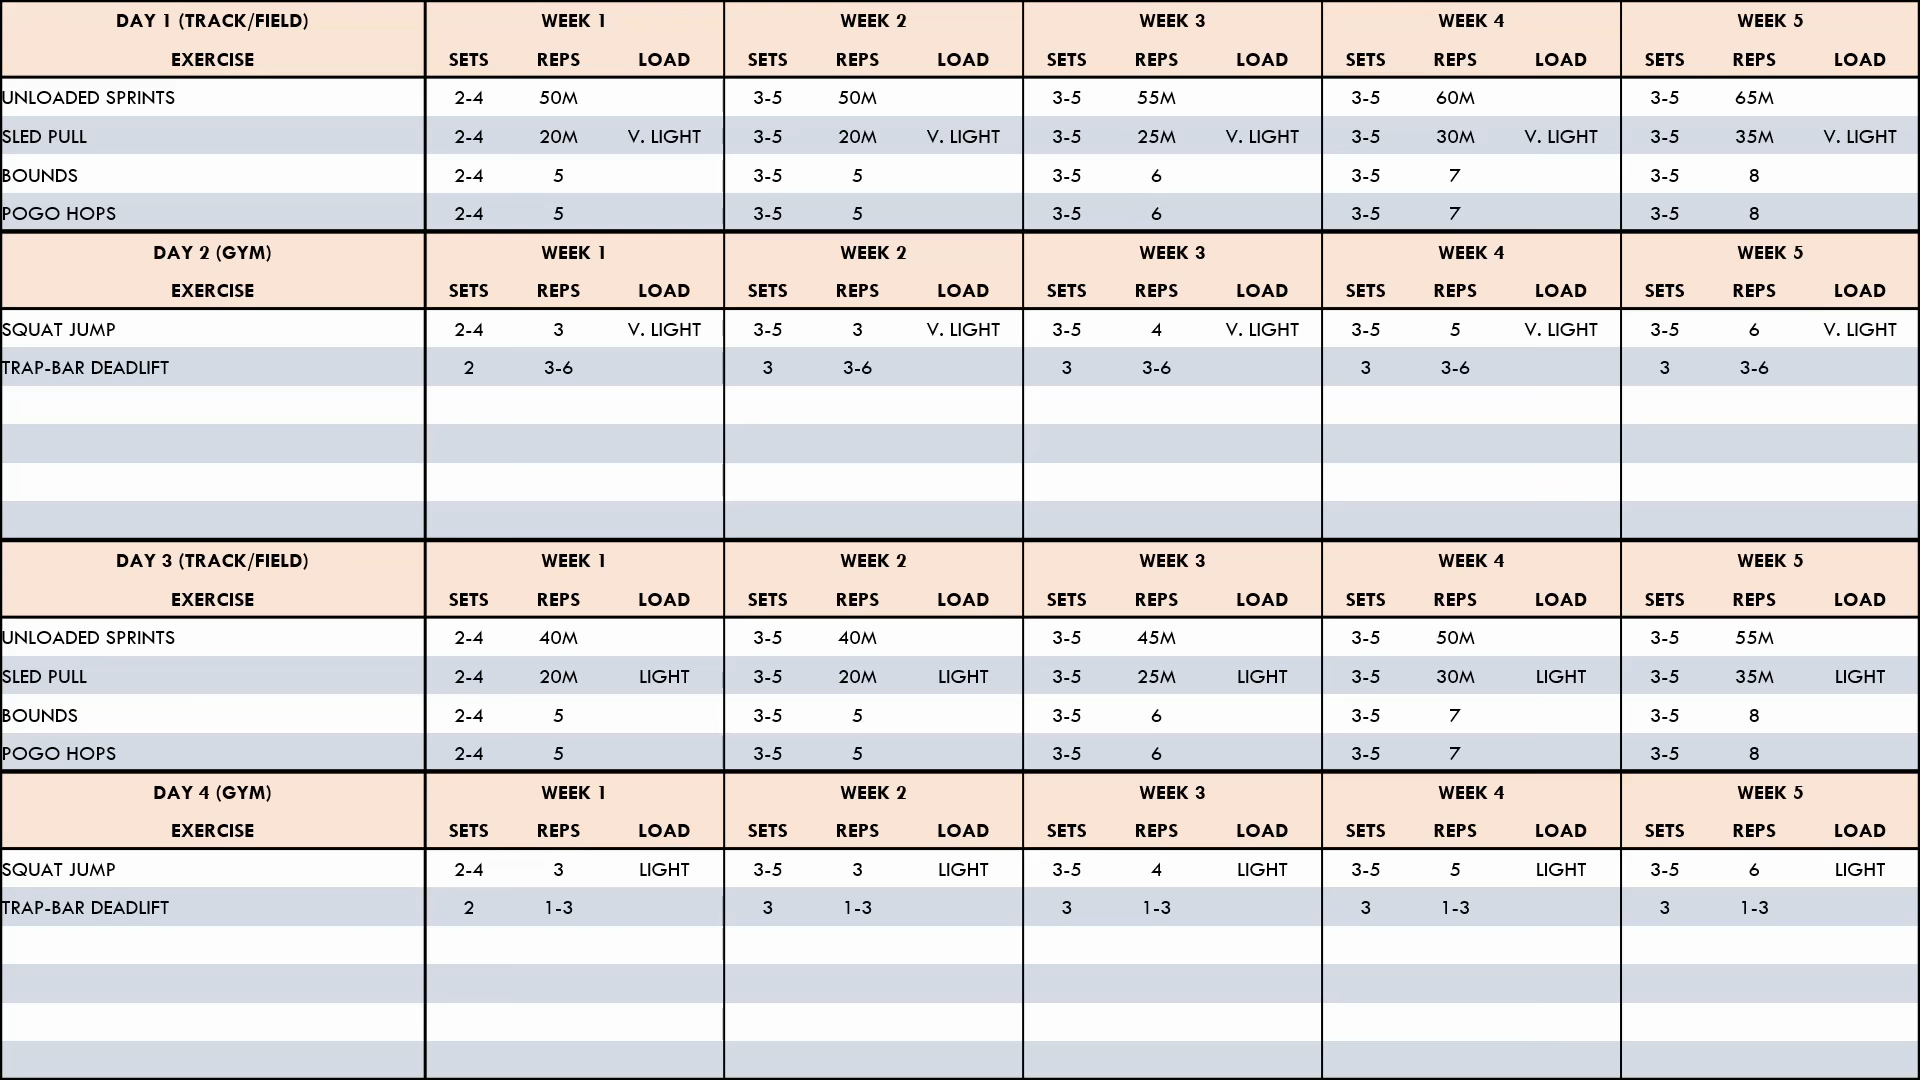 DAY 1 (TRACK/FIELD) WEEK 1 WEEK 2 WEEK 3 WEEK 4 WEEK 5
EXERCISE SETS REPS LOAD SETS REPS LOAD SETS REPS LOAD SETS REPS LOAD SETS REPS LOAD
UNLOADED SPRINTS 2-4 50M 3-5 50M 3-5 55M 3-5 60M 3-5 65M
SLED PULL 2-4 20M V. LIGHT 3-5 20M V. LIGHT 3-5 25M V. LIGHT 3-5 30M V. LIGHT 3-5 35M V. LIGHT
BOUNDS 2-4 5 3-5 5 3-5 6 3-5 7 3-5 8
POGO HOPS 2-4 5 3-5 5 3-5 6 3-5 7 3-5 8
DAY 2 (GYM) WEEK 1 WEEK 2 WEEK 3 WEEK 4 WEEK 5
EXERCISE SETS REPS LOAD SETS REPS LOAD SETS REPS LOAD SETS REPS LOAD SETS REPS LOAD
SQUAT JUMP 2-4 3 V. LIGHT 3-5 3 V. LIGHT 3-5 4 V. LIGHT 3-5 5 V. LIGHT 3-5 6 V. LIGHT
TRAP-BAR DEADLIFT 2 3-6 3 3-6 3 3-6 3 3-6 3 3-6
DAY 3 (TRACK/FIELD) WEEK 1 WEEK 2 WEEK 3 WEEK 4 WEEK 5
EXERCISE SETS REPS LOAD SETS REPS LOAD SETS REPS LOAD SETS REPS LOAD SETS REPS LOAD
UNLOADED SPRINTS 2-4 40M 3-5 40M 3-5 45M 3-5 50M 3-5 55M
SLED PULL 2-4 20M LIGHT 3-5 20M LIGHT 3-5 25M LIGHT 3-5 30M LIGHT 3-5 35M LIGHT
BOUNDS 2-4 5 3-5 5 3-5 6 3-5 7 3-5 8
POGO HOPS 2-4 5 3-5 5 3-5 6 3-5 7 3-5 8
DAY 4 (GYM) WEEK 1 WEEK 2 WEEK 3 WEEK 4 WEEK 5
EXERCISE SETS REPS LOAD SETS REPS LOAD SETS REPS LOAD SETS REPS LOAD SETS REPS LOAD
SQUAT JUMP 2-4 3 LIGHT 3-5 3 LIGHT 3-5 4 LIGHT 3-5 5 LIGHT 3-5 6 LIGHT
TRAP-BAR DEADLIFT 2 1-3 3 1-3 3 1-3 3 1-3 3 1-3